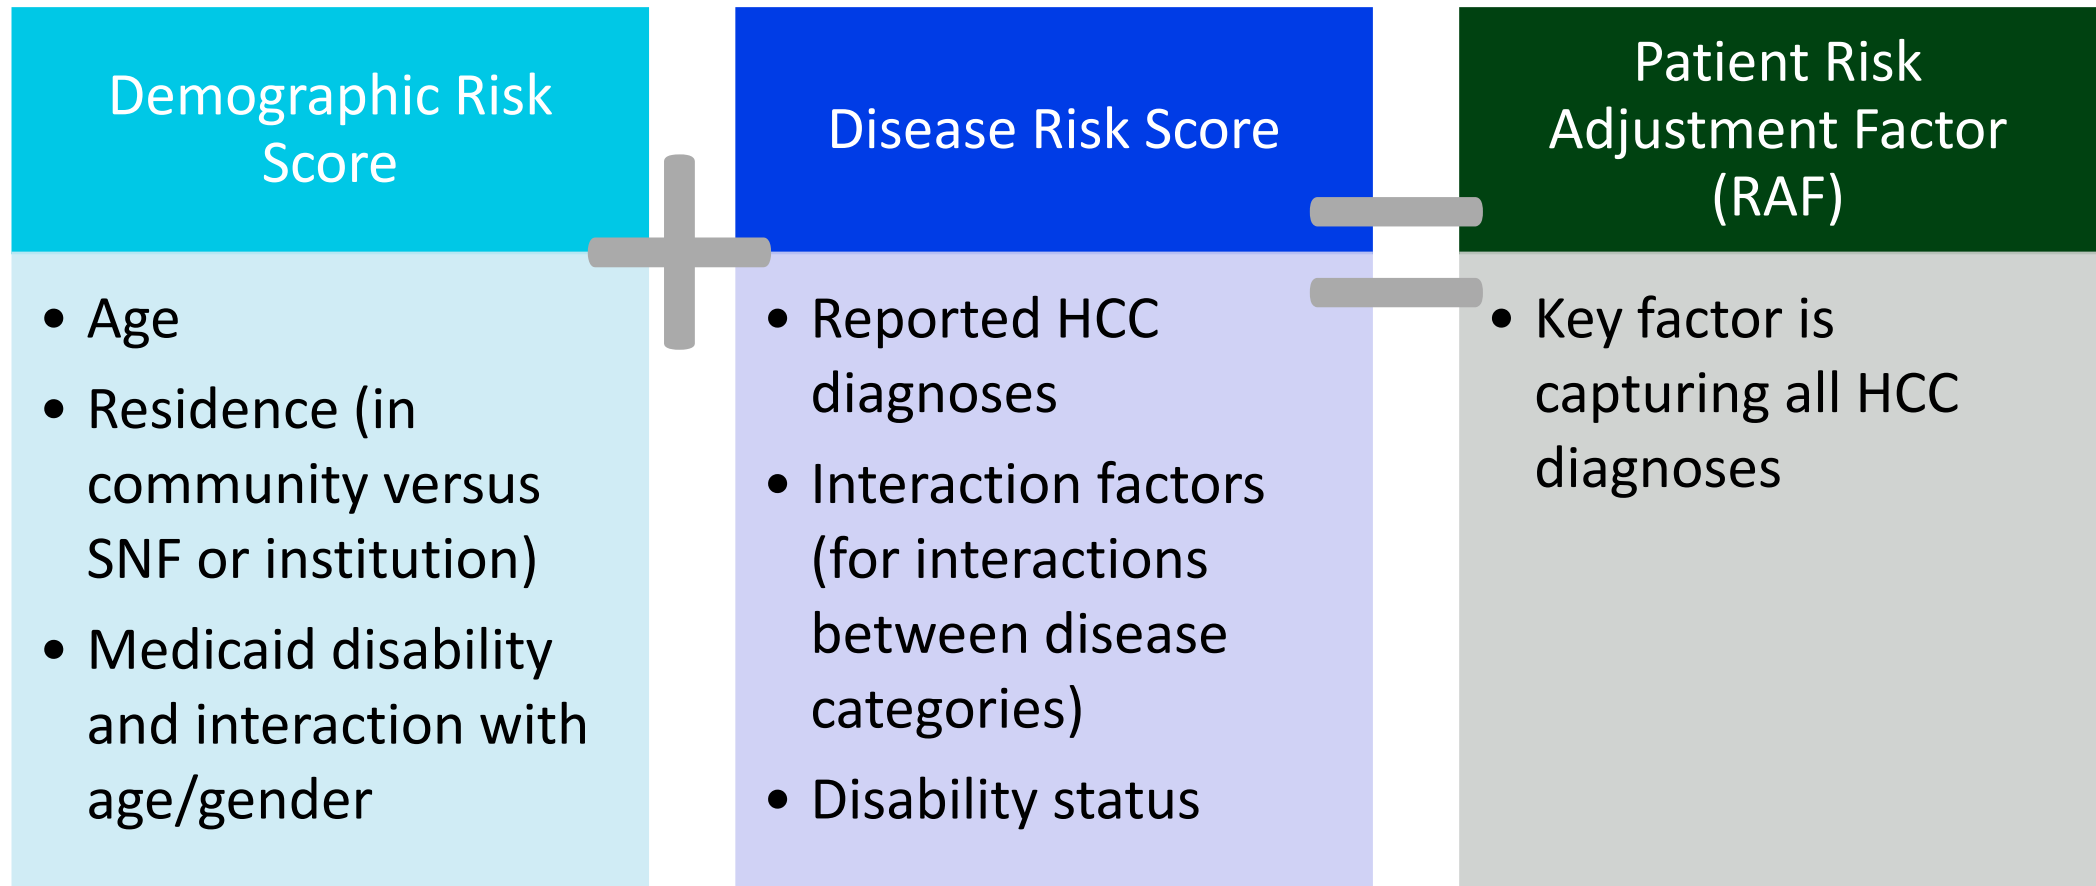 Demographic Risk
Score
• Age
• Residence (in
community versus
SNF or institution)
• Medicaid disability
and interaction with
age/gender
Disease Risk Score
• Reported HCC
diagnoses
• Interaction factors
(for interactions
between disease
categories)
• Disability status
Patient Risk
Adjustment Factor
(RAF)
• Key factor is
capturing all HCC
diagnoses